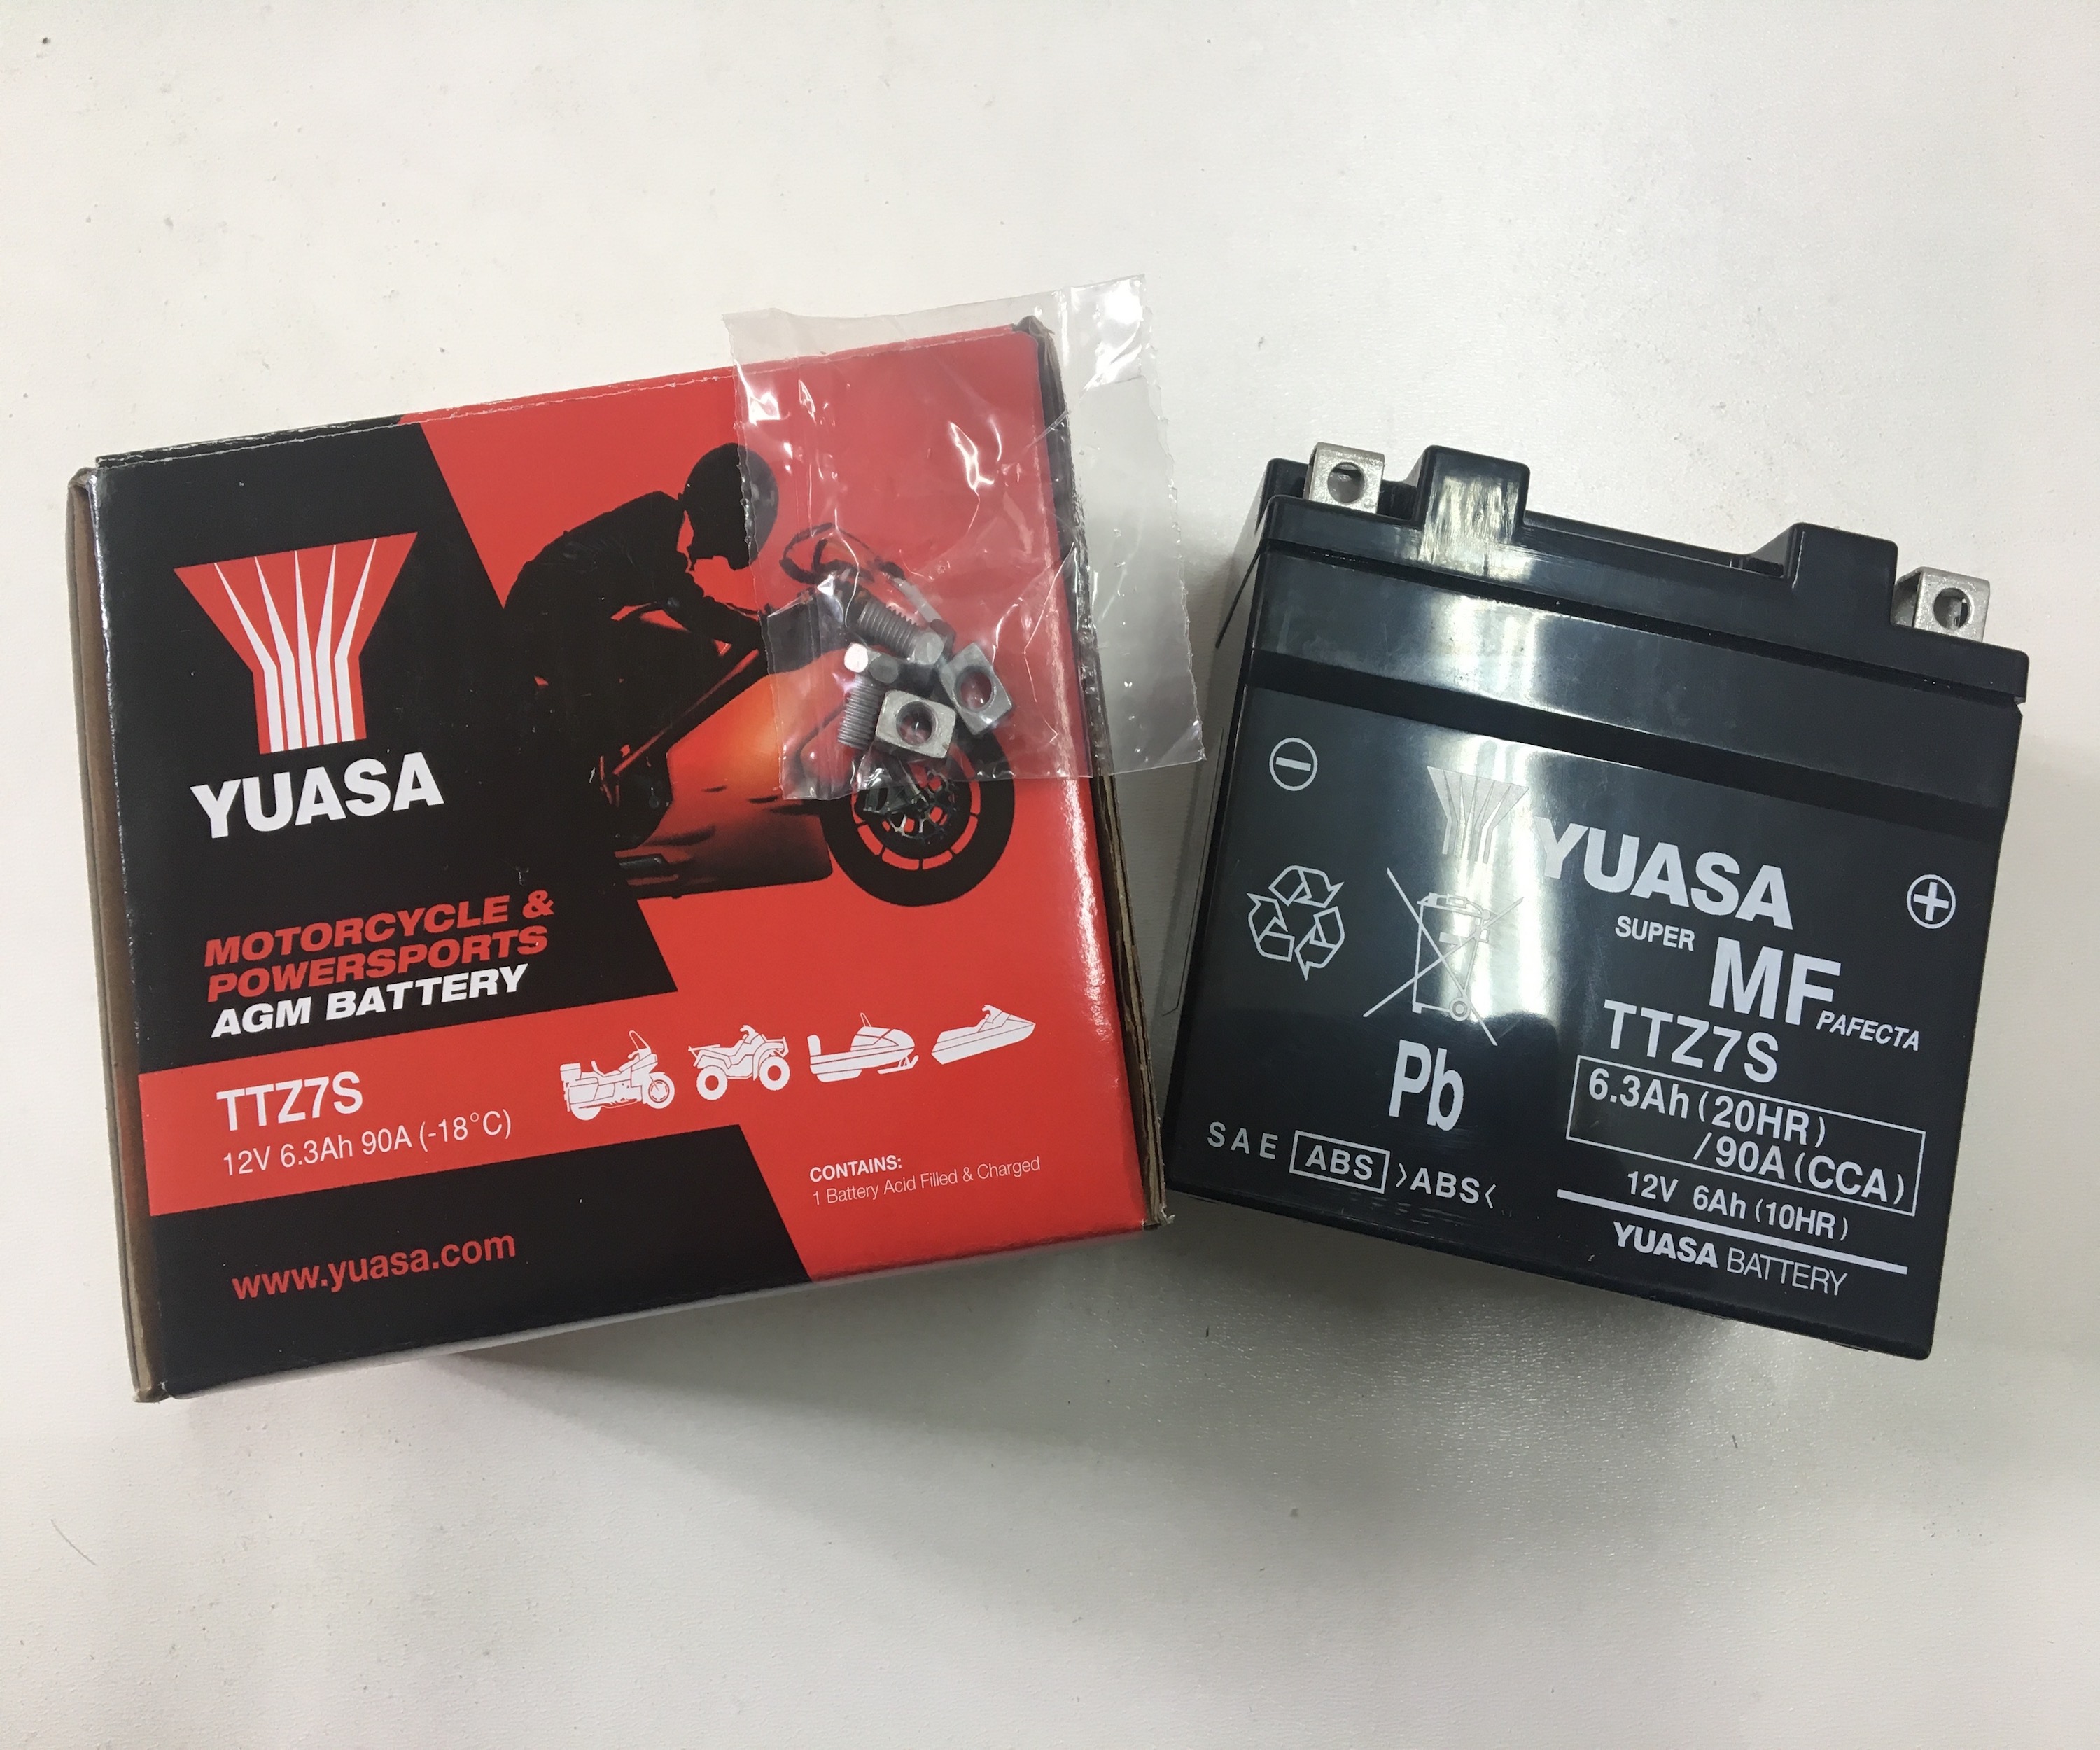 YUASA
MOTORCYCLE &
POWERSPORTS
AGM BATTERY
TTZ7S
12V 6.3Ah 90A (-18°C)
CONTAINS:
1 Battery Acid Filled & Charged
www.yuasa.com
YUASA
SUPER MF PAFECTA
TTZ7S
6.3Ah (20HR)
/90A (CCA)
12V 6Ah (10HR)
YUASA BATTERY
Pb
SAE ABS >ABS<